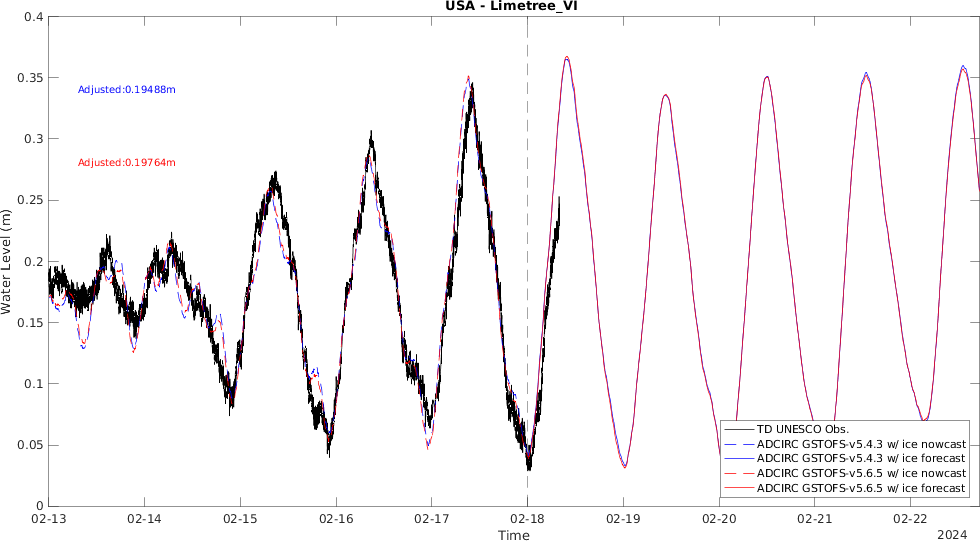 USA - Limetree_VI
0.4
0.35
0.3
0.25
0.2
0.15
0.1
0.05
0
Water Level (m)
Adjusted:0.19488m
Adjusted:0.19764m
TD UNESCO Obs.
ADCIRC GSTOFS-v5.4.3 w/ ice nowcast
ADCIRC GSTOFS-v5.4.3 w/ ice forecast
ADCIRC GSTOFS-v5.6.5 w/ ice nowcast
ADCIRC GSTOFS-v5.6.5 w/ ice forecast
02-13 02-14 02-15 02-16 02-17 02-18 02-19 02-20 02-21 02-22
Time
2024